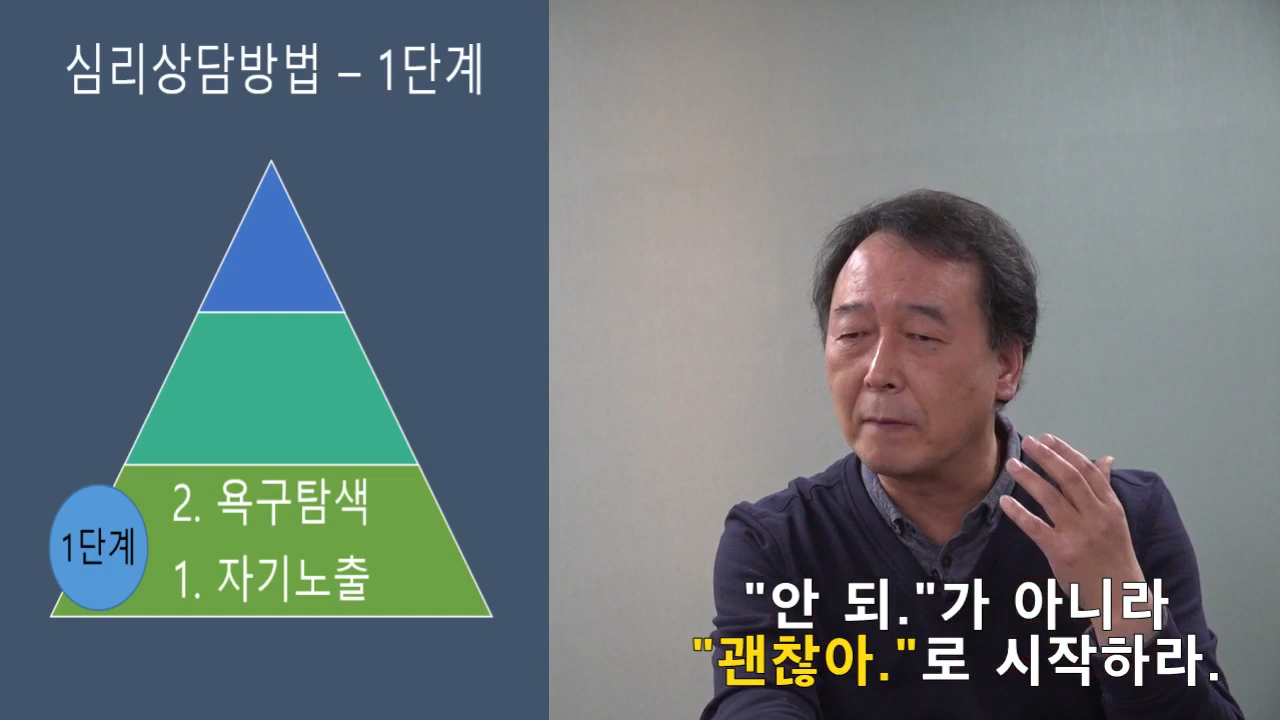 심리상담방법 – 1단계
2. 욕구탐색
1단계
1. 자기노출
"안 되."가 아니라
"괜찮아."로 시작하라.